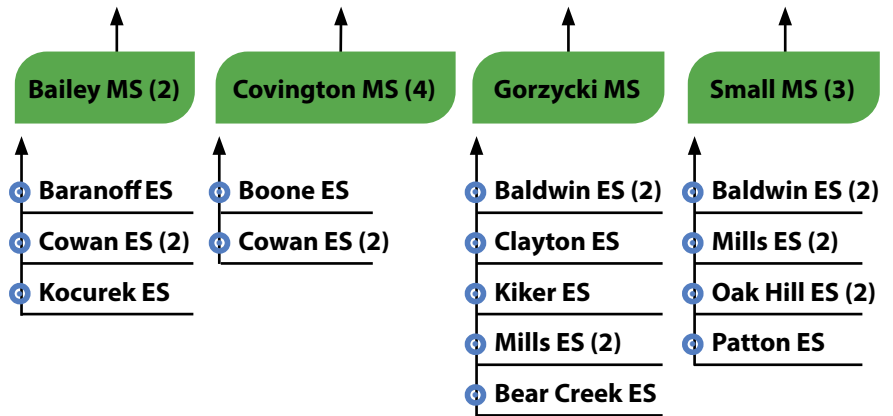 Bailey MS (2)
Baranoff ES
Cowan ES (2)
Kocurek ES
Covington MS (4)
Boone ES
Cowan ES (2)
Gorzycki MS
Baldwin ES (2)
Clayton ES
Kiker ES
Mills ES (2)
Bear Creek ES
Small MS (3)
Baldwin ES (2)
Mills ES (2)
Oak Hill ES (2)
Patton ES